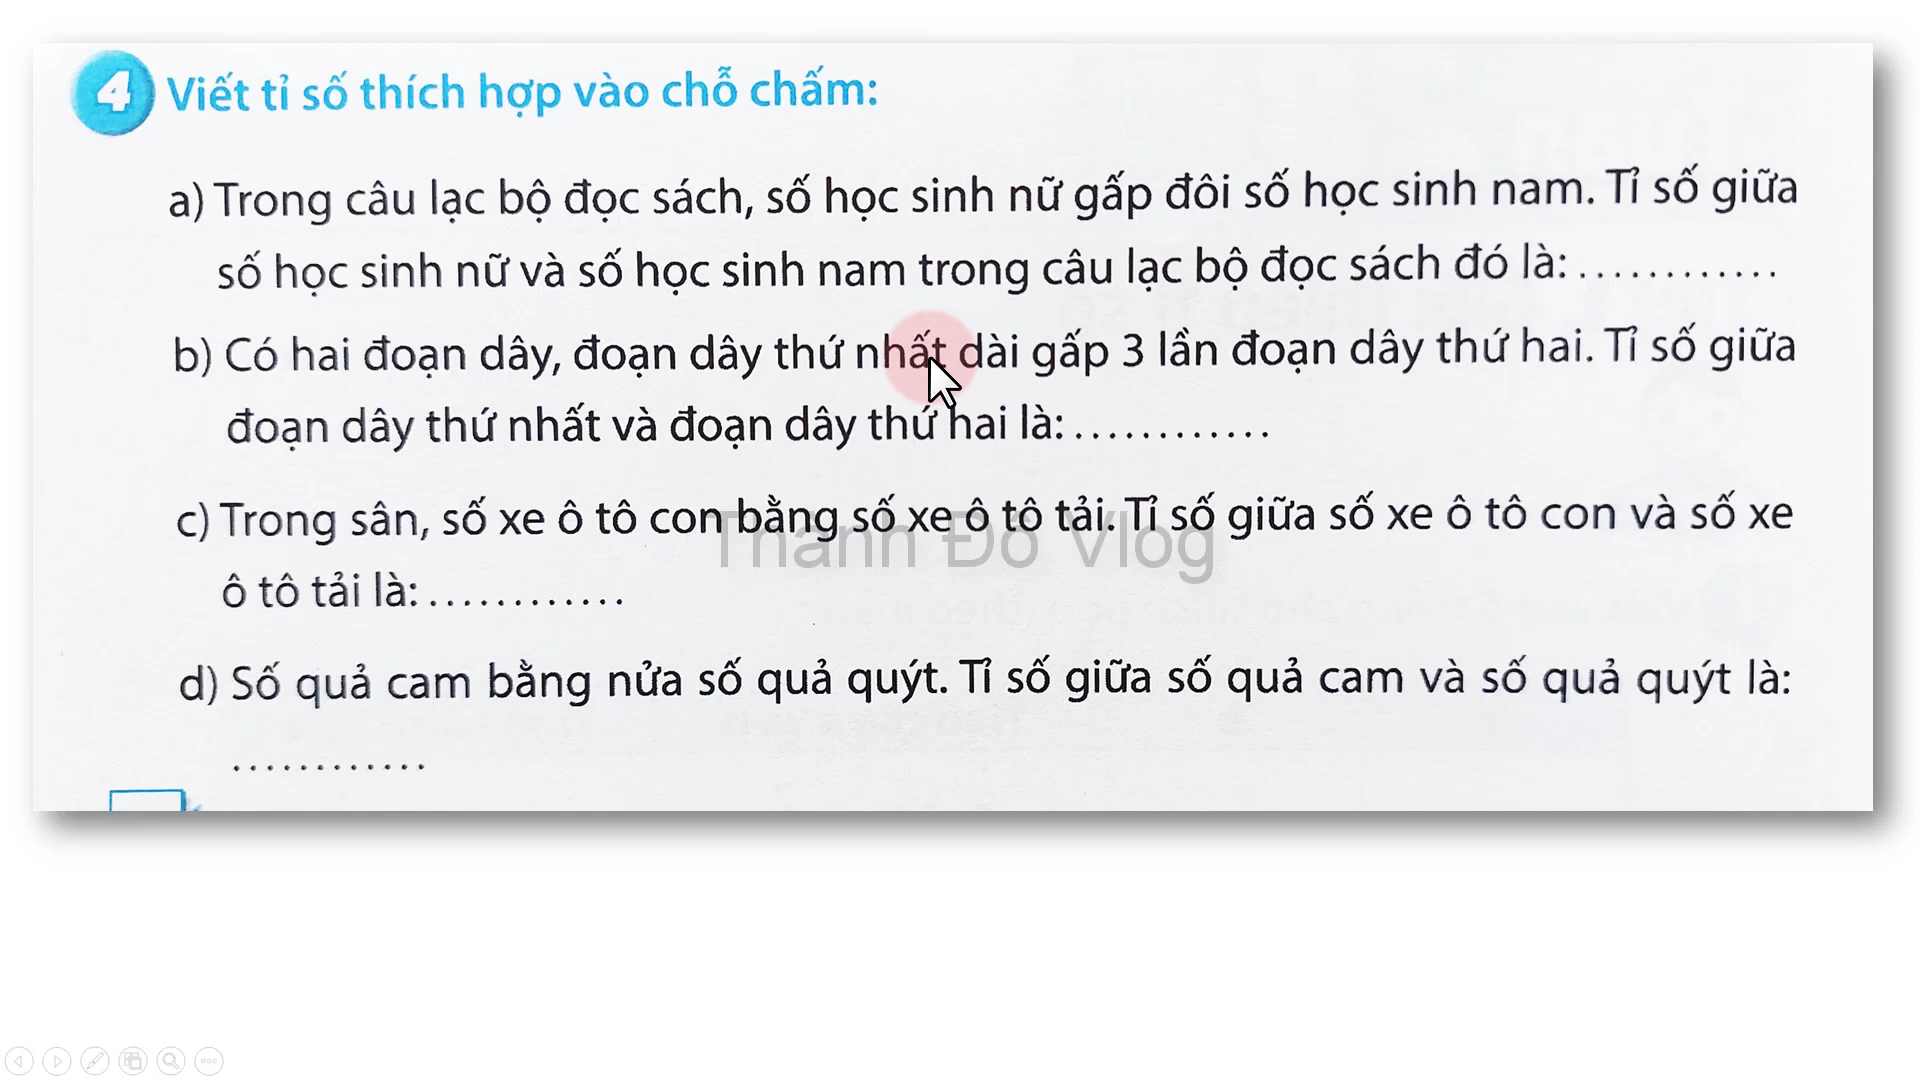 4 Viết tỉ số thích hợp vào chỗ chấm:
a) Trong câu lạc bộ đọc sách, số học sinh nữ gấp đôi số học sinh nam. Tỉ số giữa
số học sinh nữ và số học sinh nam trong câu lạc bộ đọc sách đó là: ............
b) Có hai đoạn dây, đoạn dây thứ nhất dài gấp 3 lần đoạn dây thứ hai. Tỉ số giữa
đoạn dây thứ nhất và đoạn dây thứ hai là: ............
c) Trong sân, số xe ô tô con bằng số xe ô tô tải. Tỉ số giữa số xe ô tô con và số xe
Thành Đô Vlog
ô tô tải là: ............
d) Số quả cam bằng nửa số quả quýt. Tỉ số giữa số quả cam và số quả quýt là:
............